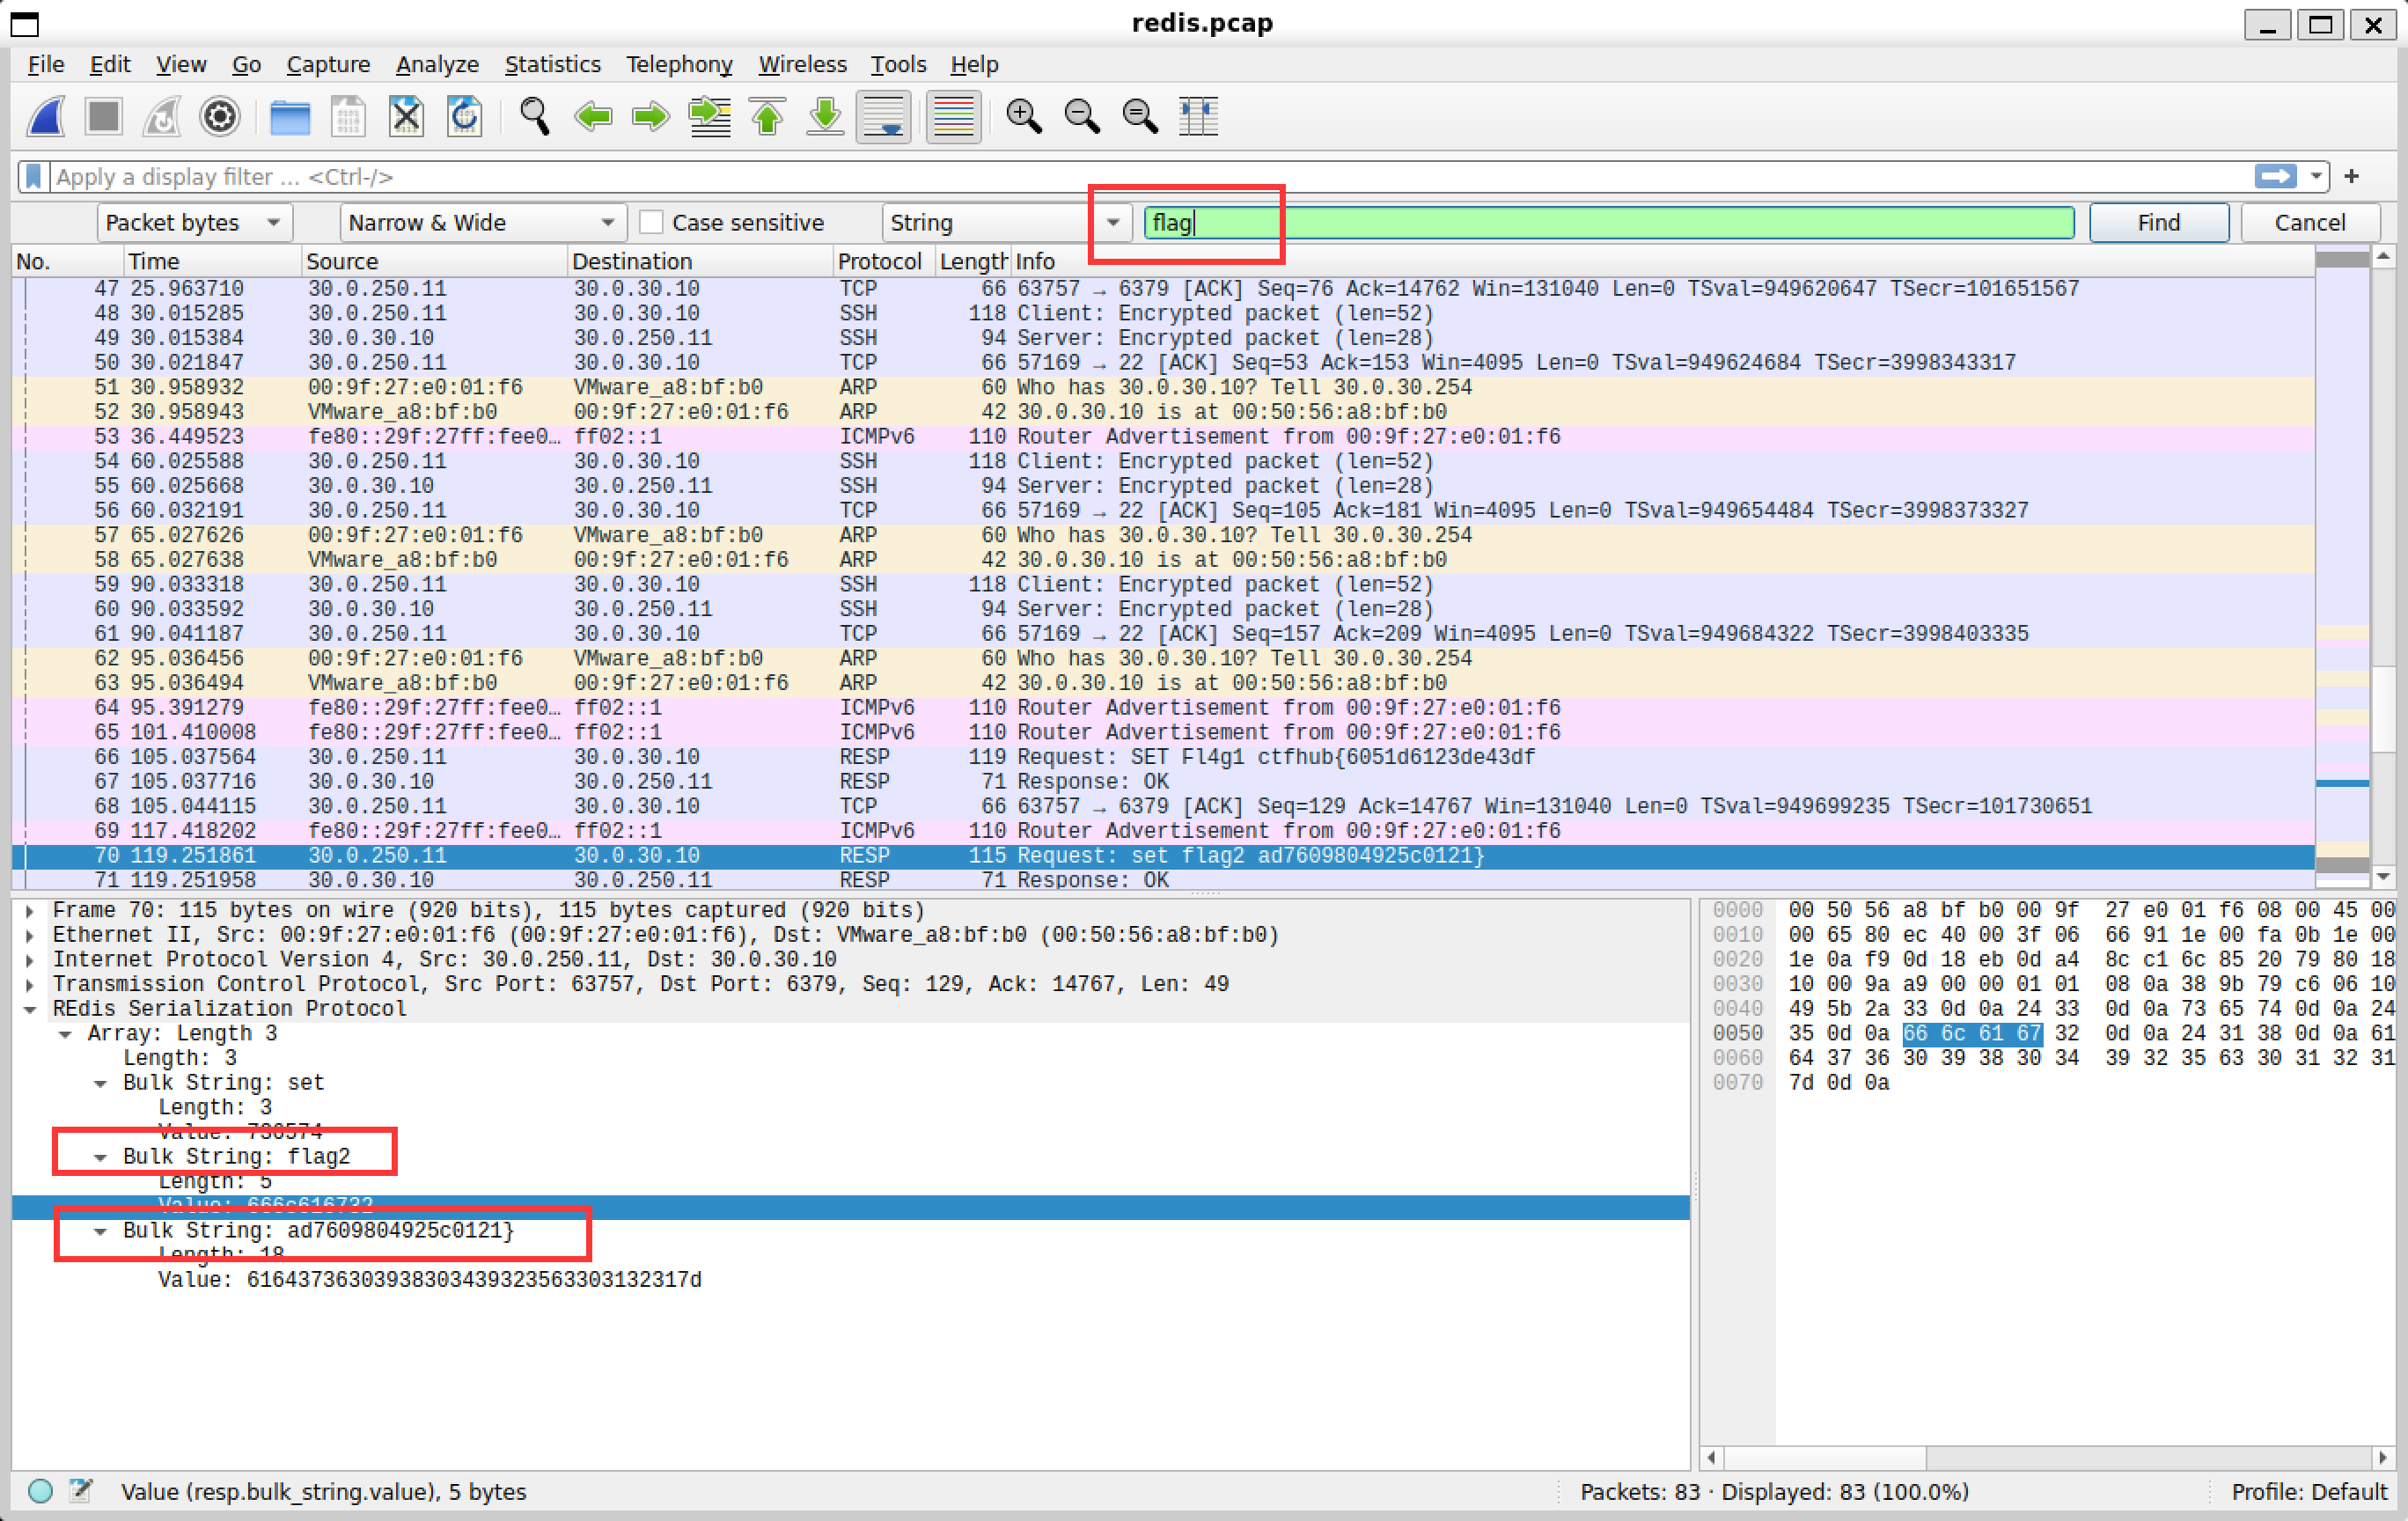 redis.pcap
File Edit View Go Capture Analyze Statistics Telephony Wireless Tools Help
Apply a display filter … <Ctrl-/>
+
Packet bytes Narrow & Wide Case sensitive String flag Find Cancel
No. Time Source Destination Protocol Length Info
47 25.963710 30.0.250.11 30.0.30.10 TCP 66 63757 → 6379 [ACK] Seq=76 Ack=14762 Win=131040 Len=0 TSval=949620647 TSecr=101651567
48 30.015285 30.0.250.11 30.0.30.10 SSH 118 Client: Encrypted packet (len=52)
49 30.015384 30.0.30.10 30.0.250.11 SSH 94 Server: Encrypted packet (len=28)
50 30.021847 30.0.250.11 30.0.30.10 TCP 66 57169 → 22 [ACK] Seq=53 Ack=153 Win=4095 Len=0 TSval=949624684 TSecr=3998343317
51 30.958932 00:9f:27:e0:01:f6 VMware_a8:bf:b0 ARP 60 Who has 30.0.30.10? Tell 30.0.30.254
52 30.958943 VMware_a8:bf:b0 00:9f:27:e0:01:f6 ARP 42 30.0.30.10 is at 00:50:56:a8:bf:b0
53 36.449523 fe80::29f:27ff:fee0… ff02::1 ICMPv6 110 Router Advertisement from 00:9f:27:e0:01:f6
54 60.025588 30.0.250.11 30.0.30.10 SSH 118 Client: Encrypted packet (len=52)
55 60.025668 30.0.30.10 30.0.250.11 SSH 94 Server: Encrypted packet (len=28)
56 60.032191 30.0.250.11 30.0.30.10 TCP 66 57169 → 22 [ACK] Seq=105 Ack=181 Win=4095 Len=0 TSval=949654484 TSecr=3998373327
57 65.027626 00:9f:27:e0:01:f6 VMware_a8:bf:b0 ARP 60 Who has 30.0.30.10? Tell 30.0.30.254
58 65.027638 VMware_a8:bf:b0 00:9f:27:e0:01:f6 ARP 42 30.0.30.10 is at 00:50:56:a8:bf:b0
59 90.033318 30.0.250.11 30.0.30.10 SSH 118 Client: Encrypted packet (len=52)
60 90.033592 30.0.30.10 30.0.250.11 SSH 94 Server: Encrypted packet (len=28)
61 90.041187 30.0.250.11 30.0.30.10 TCP 66 57169 → 22 [ACK] Seq=157 Ack=209 Win=4095 Len=0 TSval=949684322 TSecr=3998403335
62 95.036456 00:9f:27:e0:01:f6 VMware_a8:bf:b0 ARP 60 Who has 30.0.30.10? Tell 30.0.30.254
63 95.036494 VMware_a8:bf:b0 00:9f:27:e0:01:f6 ARP 42 30.0.30.10 is at 00:50:56:a8:bf:b0
64 95.391279 fe80::29f:27ff:fee0… ff02::1 ICMPv6 110 Router Advertisement from 00:9f:27:e0:01:f6
65 101.410008 fe80::29f:27ff:fee0… ff02::1 ICMPv6 110 Router Advertisement from 00:9f:27:e0:01:f6
66 105.037564 30.0.250.11 30.0.30.10 RESP 119 Request: SET Fl4g1 ctfhub{6051d6123de43df
67 105.037716 30.0.30.10 30.0.250.11 RESP 71 Response: OK
68 105.044115 30.0.250.11 30.0.30.10 TCP 66 63757 → 6379 [ACK] Seq=129 Ack=14767 Win=131040 Len=0 TSval=949699235 TSecr=101730651
69 117.418202 fe80::29f:27ff:fee0… ff02::1 ICMPv6 110 Router Advertisement from 00:9f:27:e0:01:f6
70 119.251861 30.0.250.11 30.0.30.10 RESP 115 Request: set flag2 ad7609804925c0121}
71 119.251958 30.0.30.10 30.0.250.11 RESP 71 Response: OK
Frame 70: 115 bytes on wire (920 bits), 115 bytes captured (920 bits)
Ethernet II, Src: 00:9f:27:e0:01:f6 (00:9f:27:e0:01:f6), Dst: VMware_a8:bf:b0 (00:50:56:a8:bf:b0)
Internet Protocol Version 4, Src: 30.0.250.11, Dst: 30.0.30.10
Transmission Control Protocol, Src Port: 63757, Dst Port: 6379, Seq: 129, Ack: 14767, Len: 49
REdis Serialization Protocol
Array: Length 3
Length: 3
Bulk String: set
Length: 3
Value: 736574
Bulk String: flag2
Length: 5
Value: 666c616732
Bulk String: ad7609804925c0121}
Length: 18
Value: 61643736303938303439323563303132317d
0000 00 50 56 a8 bf b0 00 9f 27 e0 01 f6 08 00 45 00
0010 00 65 80 ec 40 00 3f 06 66 91 1e 00 fa 0b 1e 00
0020 1e 0a f9 0d 18 eb 0d a4 8c c1 6c 85 20 79 80 18
0030 10 00 9a a9 00 00 01 01 08 0a 38 9b 79 c6 06 10
0040 49 5b 2a 33 0d 0a 24 33 0d 0a 73 65 74 0d 0a 24
0050 35 0d 0a 66 6c 61 67 32 0d 0a 24 31 38 0d 0a 61
0060 64 37 36 30 39 38 30 34 39 32 35 63 30 31 32 31
0070 7d 0d 0a
Value (resp.bulk_string.value), 5 bytes
Packets: 83 · Displayed: 83 (100.0%)
Profile: Default